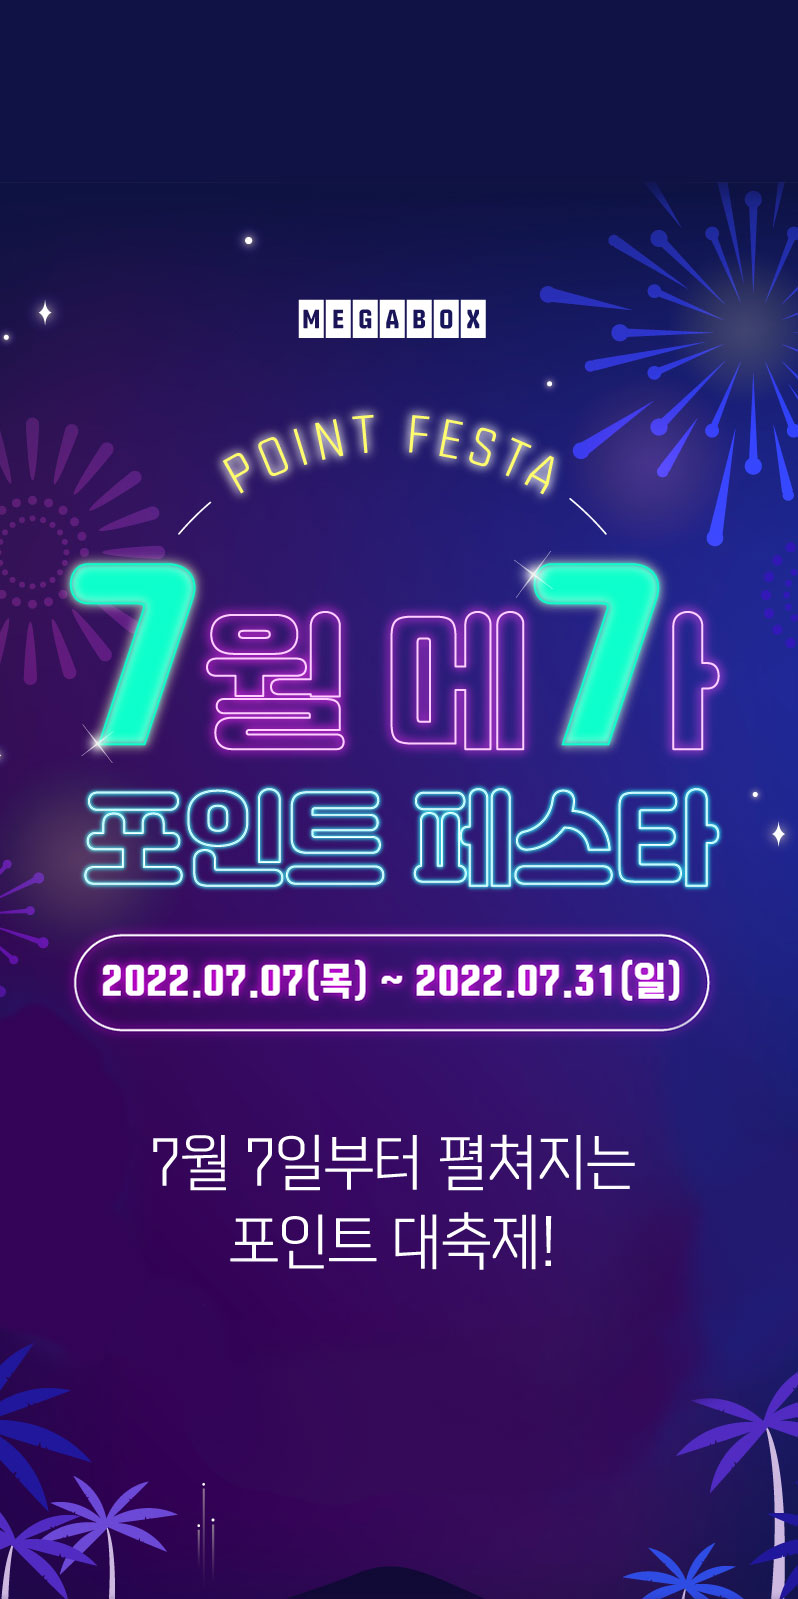 MEGABOX
POINT FESTA
7월 메7가
포인트 페스타
2022.07.07(목) ~ 2022.07.31(일)
7월 7일부터 펼쳐지는
포인트 대축제!